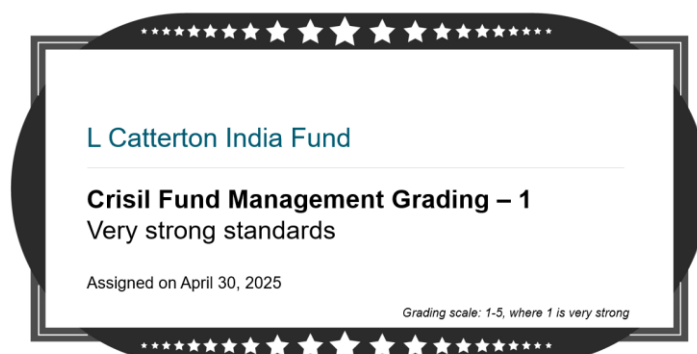 L Catterton India Fund
Crisil Fund Management Grading – 1
Very strong standards
Assigned on April 30, 2025
Grading scale: 1-5, where 1 is very strong